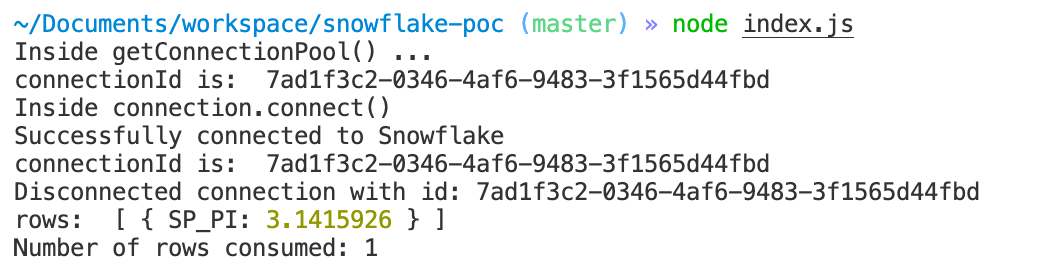 ~/Documents/workspace/snowflake-poc (master) » node index.js
Inside getConnectionPool() ...
connectionId is:  7ad1f3c2-0346-4af6-9483-3f1565d44fbd
Inside connection.connect()
Successfully connected to Snowflake
connectionId is:  7ad1f3c2-0346-4af6-9483-3f1565d44fbd
Disconnected connection with id: 7ad1f3c2-0346-4af6-9483-3f1565d44fbd
rows:  [ { SP_PI: 3.1415926 } ]
Number of rows consumed: 1